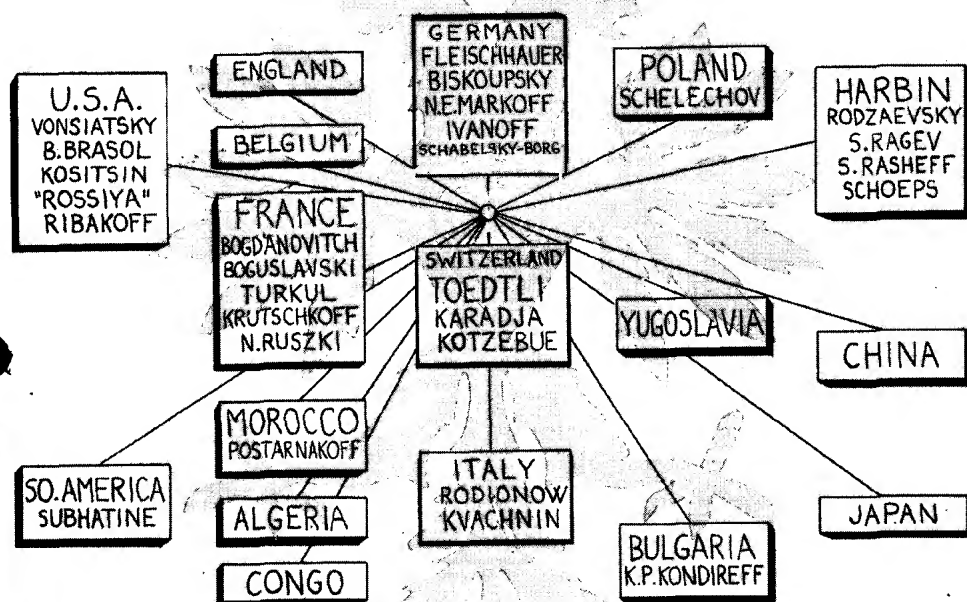 U.S.A.
VONSIATSKY
B.BRASOL
KOSITSIN
"ROSSIYA"
RIBAKOFF
ENGLAND
BELGIUM
GERMANY
FLEISCHHAUER
BISKOUPSKY
N.E.MARKOFF
IVANOFF
SCHABELSKY-BORG
POLAND
SCHELECHOV
HARBIN
RODZAEVSKY
S.RAGEV
S.RASHEFF
SCHOEPS
FRANCE
BOGDANOVITCH
BOGUSLAVSKI
TURKUL
KRUTSCHKOFF
N.RUSZKI
SWITZERLAND
TOEDTLI
KARADJA
KOTZEBUE
YUGOSLAVIA
CHINA
SO.AMERICA
SUBHATINE
MOROCCO
POSTARNAKOFF
ALGERIA
CONGO
ITALY
RODIONOW
KVACHNIN
BULGARIA
K.P.KONDIREFF
JAPAN